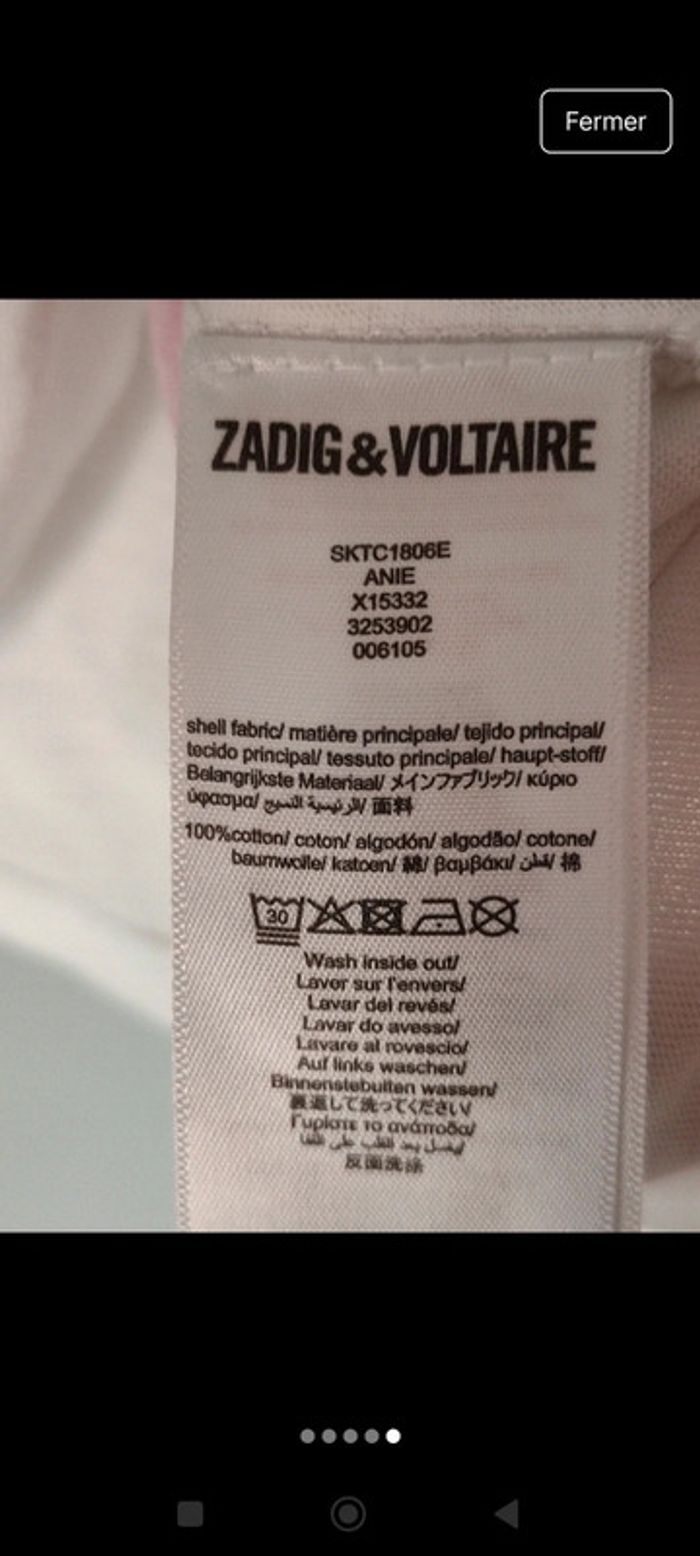 Fermer
ZADIG&VOLTAIRE
SKTC1806E
ANIE
X15332
3253902
006105
shell fabric/ matière principale/ tejido principal/
tecido principal/ tessuto principale/ haupt-stoff/
Belangrijkste Materiaal/ メインファブリック/ κύριο
ύφασμα/ الرئيسية النسيج/ 面料
100%cotton/ coton/ algodón/ algodão/ cotone/
baumwolle/ katoen/ 綿/ βαμβάκι/ قطن/ 棉
30
Wash inside out/
Laver sur l'envers/
Lavar del revés/
Lavar do avesso/
Lavare al rovescio/
Auf links waschen/
Binnenstebuiten wassen/
裏返して洗ってください/
Γυρίστε το ανάποδα/
反面洗涤